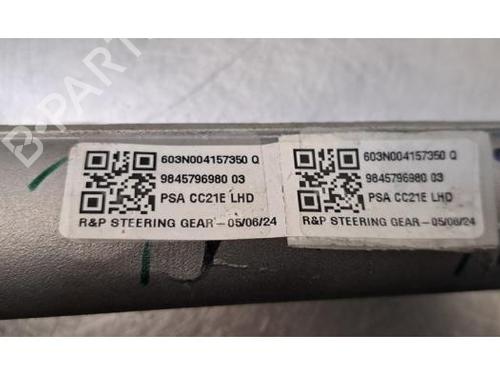 603N004157350 Q
9845796980 03
PSA CC21E LHD
R&P STEERING GEAR-05/06/24
603N004157350 Q
9845796980 03
PSA CC21E LHD
R&P STEERING GEAR-05/06/24
B-PARTS